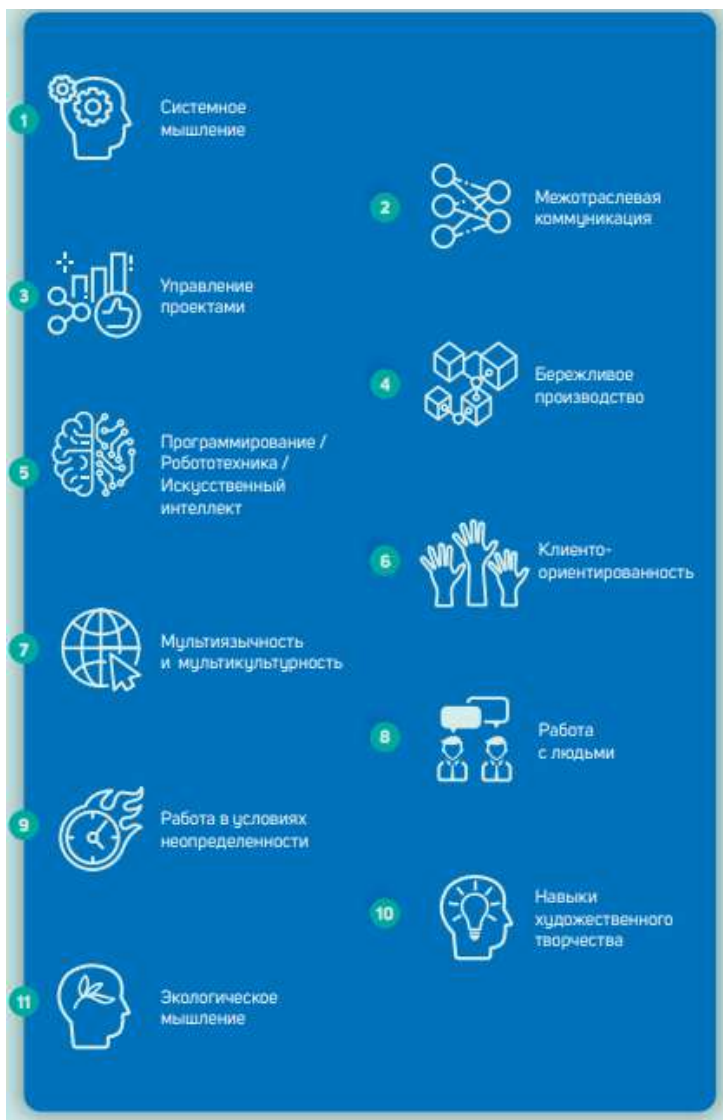 1
Системное
мышление
2
Межотраслевая
коммуникация
3
Управление
проектами
4
Бережливое
производство
5
Программирование /
Робототехника /
Искусственный
интеллект
6
Клиенто-
ориентированность
7
Мультиязычность
и мультикультурность
8
Работа
с людьми
9
Работа в условиях
неопределенности
10
Навыки
художественного
творчества
11
Экологическое
мышление